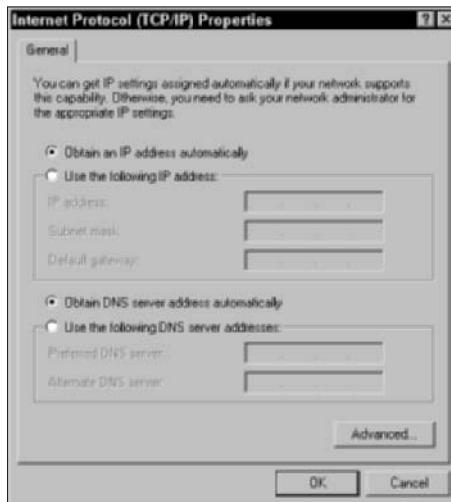 Internet Protocol (TCP/IP) Properties
General
You can get IP settings assigned automatically if your network supports
this capability. Otherwise, you need to ask your network administrator for
the appropriate IP settings.
Obtain an IP address automatically
Use the following IP address:
IP address:
Subnet mask:
Default gateway:
Obtain DNS server address automatically
Use the following DNS server addresses:
Preferred DNS server:
Alternate DNS server:
Advanced...
OK
Cancel